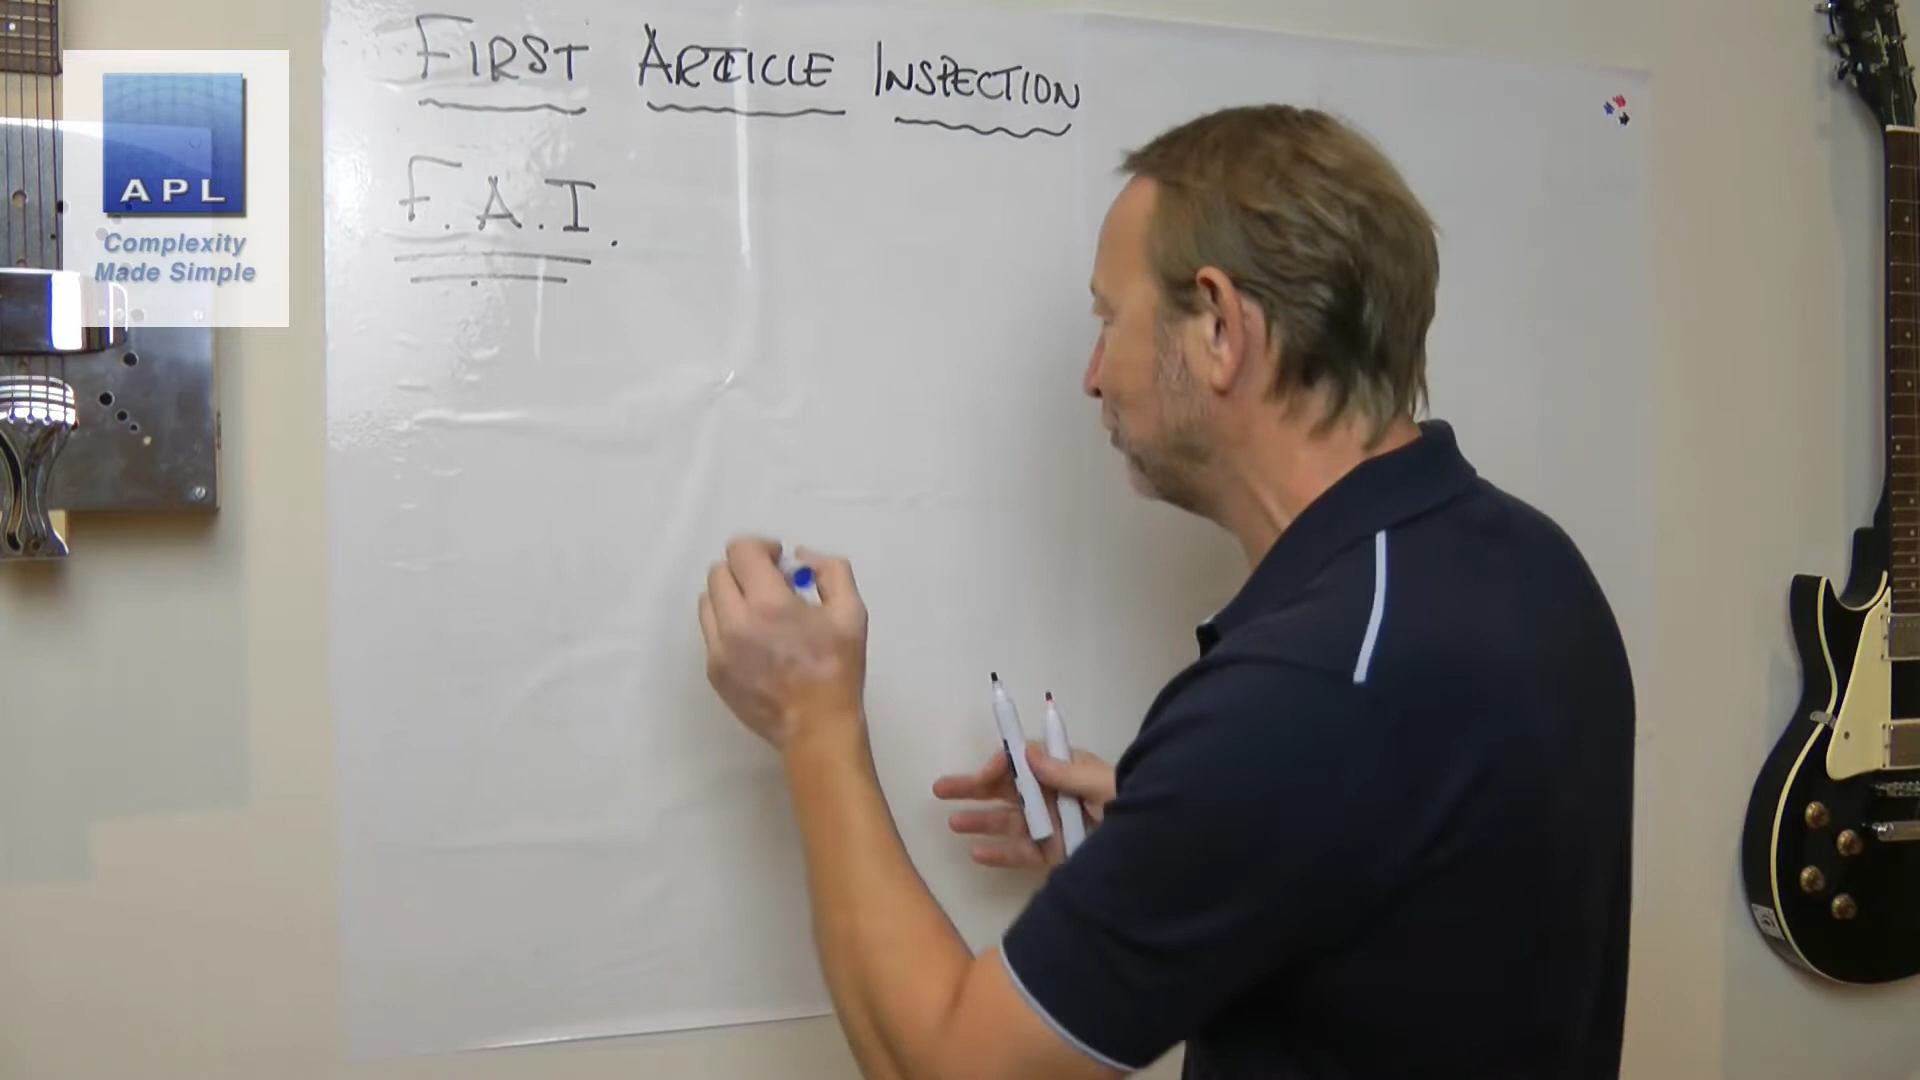 FIRST ARTICLE INSPECTION
F.A.I.
APL
Complexity
Made Simple